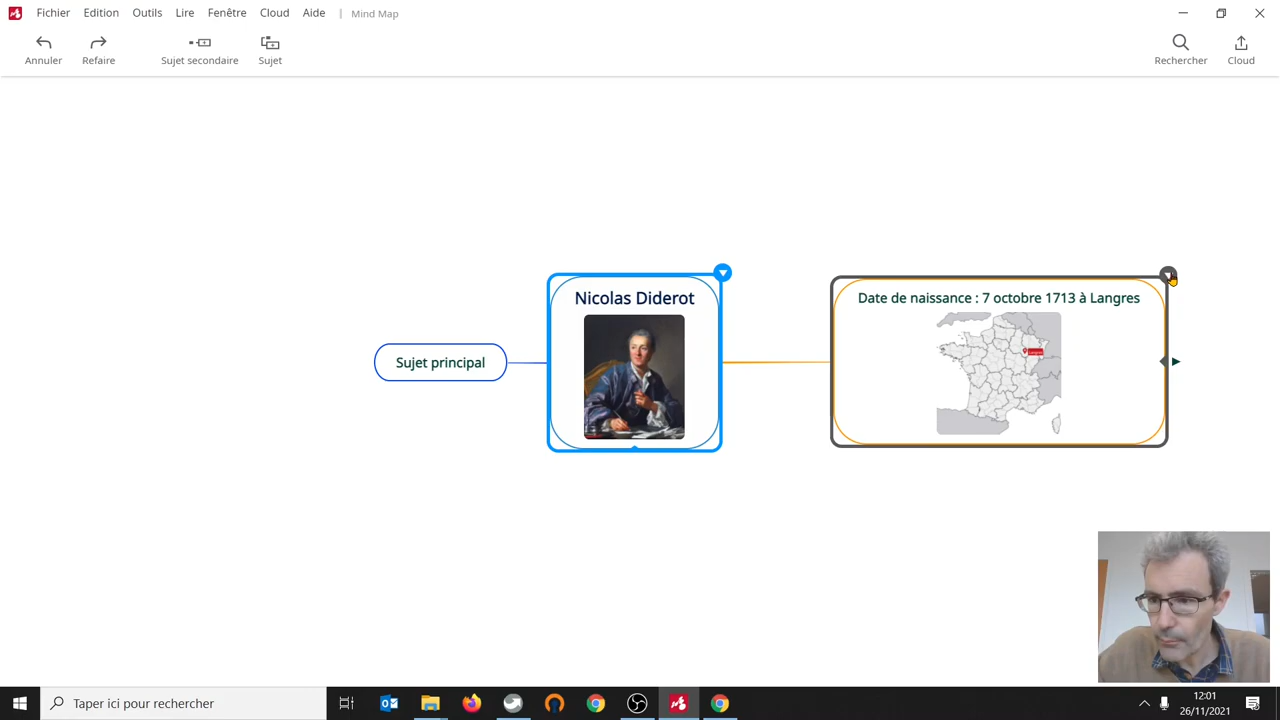 Fichier Edition Outils Lire Fenêtre Cloud Aide | Mind Map
Annuler Refaire Sujet secondaire Sujet Rechercher Cloud
Nicolas Diderot
Date de naissance : 7 octobre 1713 à Langres
Langres
Sujet principal
Taper ici pour rechercher
12:01
26/11/2021